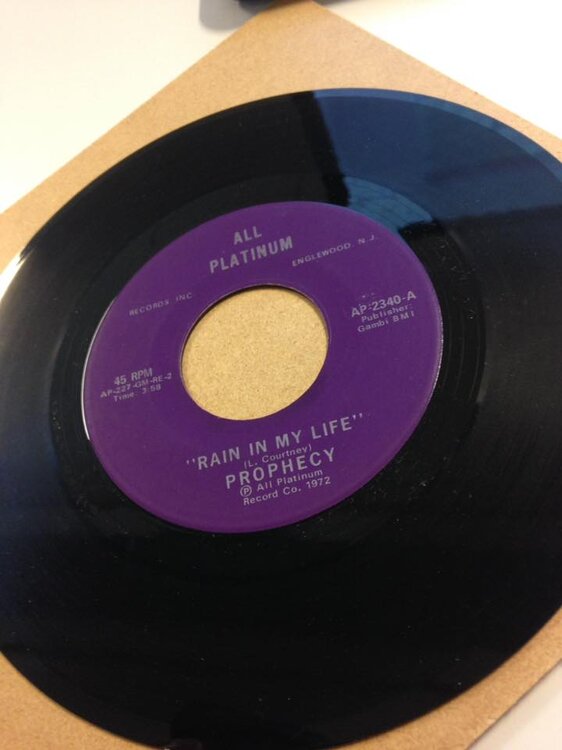 ALL
PLATINUM
RECORDS INC
ENGLEWOOD N.J.
45 RPM
AP-227-GM-RE-2
Time: 3:58
AP-2340-A
Publisher:
Gambi BMI
"RAIN IN MY LIFE"
(L. Courtney)
PROPHECY
Ⓟ All Platinum
Record Co. 1972